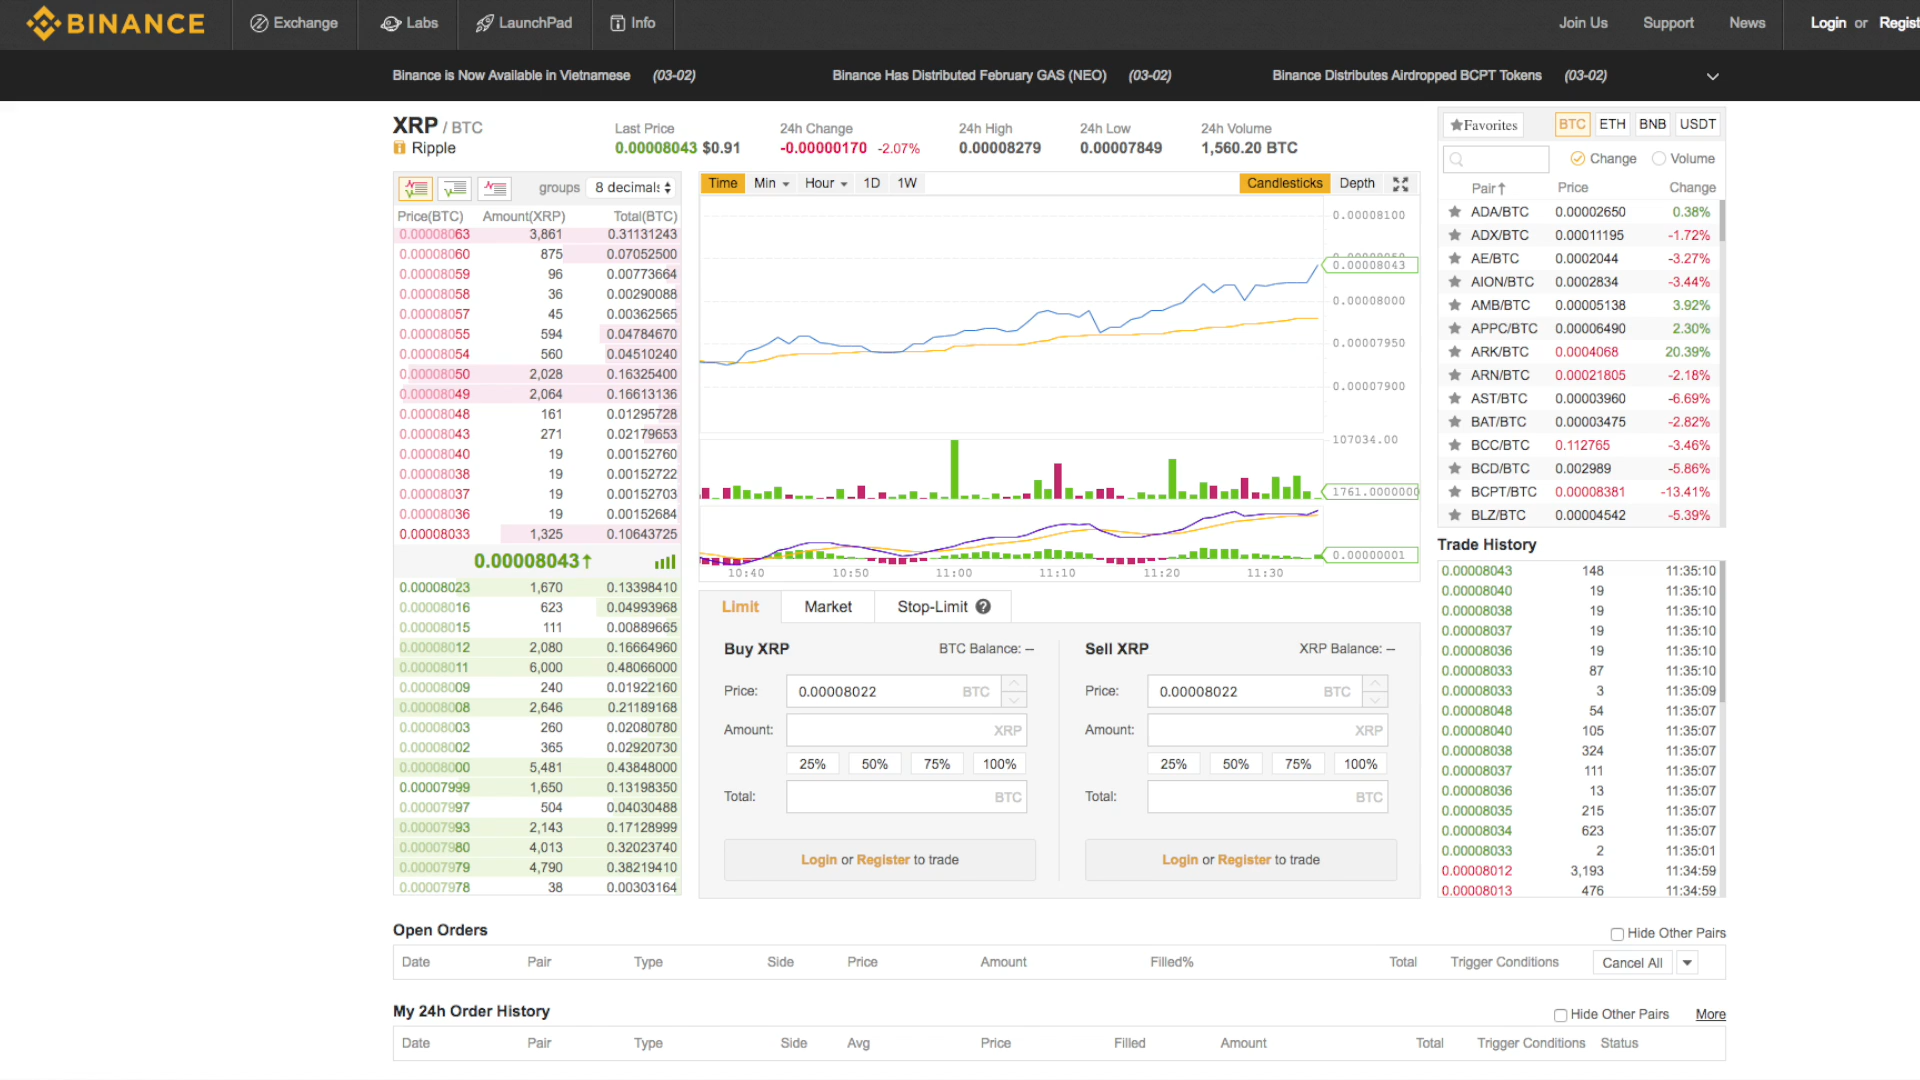 BINANCE Exchange Labs LaunchPad Info Join Us Support News Login or Regist
Binance is Now Available in Vietnamese (03-02) Binance Has Distributed February GAS (NEO) (03-02) Binance Distributes Airdropped BCPT Tokens (03-02)
XRP / BTC
Ripple
Last Price
0.00008043 $0.91
24h Change
-0.00000170 -2.07%
24h High
0.00008279
24h Low
0.00007849
24h Volume
1,560.20 BTC
groups 8 decimals
Price(BTC) Amount(XRP) Total(BTC)
0.00008063 3,861 0.31131243
0.00008060 875 0.07052500
0.00008059 96 0.00773664
0.00008058 36 0.00290088
0.00008057 45 0.00362565
0.00008055 594 0.04784670
0.00008054 560 0.04510240
0.00008050 2,028 0.16325400
0.00008049 2,064 0.16613136
0.00008048 161 0.01295728
0.00008043 271 0.02179653
0.00008040 19 0.00152760
0.00008038 19 0.00152722
0.00008037 19 0.00152703
0.00008036 19 0.00152684
0.00008033 1,325 0.10643725
0.00008043↑
0.00008023 1,670 0.13398410
0.00008016 623 0.04993968
0.00008015 111 0.00889665
0.00008012 2,080 0.16664960
0.00008011 6,000 0.48066000
0.00008009 240 0.01922160
0.00008008 2,646 0.21189168
0.00008003 260 0.02080780
0.00008002 365 0.02920730
0.00008000 5,481 0.43848000
0.00007999 1,650 0.13198350
0.00007997 504 0.04030488
0.00007993 2,143 0.17128999
0.00007980 4,013 0.32023740
0.00007979 4,790 0.38219410
0.00007978 38 0.00303164
Time Min Hour 1D 1W Candlesticks Depth
0.00008100
0.00008043
0.00008000
0.00007950
0.00007900
107034.00
1761.0000000
0.00000001
10:40 10:50 11:00 11:10 11:20 11:30
Limit Market Stop-Limit ?
Buy XRP BTC Balance: --
Price: 0.00008022 BTC
Amount: XRP
25% 50% 75% 100%
Total: BTC
Login or Register to trade
Sell XRP XRP Balance: --
Price: 0.00008022 BTC
Amount: XRP
25% 50% 75% 100%
Total: BTC
Login or Register to trade
Favorites BTC ETH BNB USDT
Change Volume
Pair↑ Price Change
ADA/BTC 0.00002650 0.38%
ADX/BTC 0.00011195 -1.72%
AE/BTC 0.0002044 -3.27%
AION/BTC 0.0002834 -3.44%
AMB/BTC 0.00005138 3.92%
APPC/BTC 0.00006490 2.30%
ARK/BTC 0.0004068 20.39%
ARN/BTC 0.00021805 -2.18%
AST/BTC 0.00003960 -6.69%
BAT/BTC 0.00003475 -2.82%
BCC/BTC 0.112765 -3.46%
BCD/BTC 0.002989 -5.86%
BCPT/BTC 0.00008381 -13.41%
BLZ/BTC 0.00004542 -5.39%
Trade History
0.00008043 148 11:35:10
0.00008040 19 11:35:10
0.00008038 19 11:35:10
0.00008037 19 11:35:10
0.00008036 19 11:35:10
0.00008033 87 11:35:10
0.00008033 3 11:35:09
0.00008048 54 11:35:07
0.00008040 105 11:35:07
0.00008038 324 11:35:07
0.00008037 111 11:35:07
0.00008036 13 11:35:07
0.00008035 215 11:35:07
0.00008034 623 11:35:07
0.00008033 2 11:35:01
0.00008012 3,193 11:34:59
0.00008013 476 11:34:59
Open Orders Hide Other Pairs
Date Pair Type Side Price Amount Filled% Total Trigger Conditions Cancel All
My 24h Order History Hide Other Pairs More
Date Pair Type Side Avg Price Filled Amount Total Trigger Conditions Status